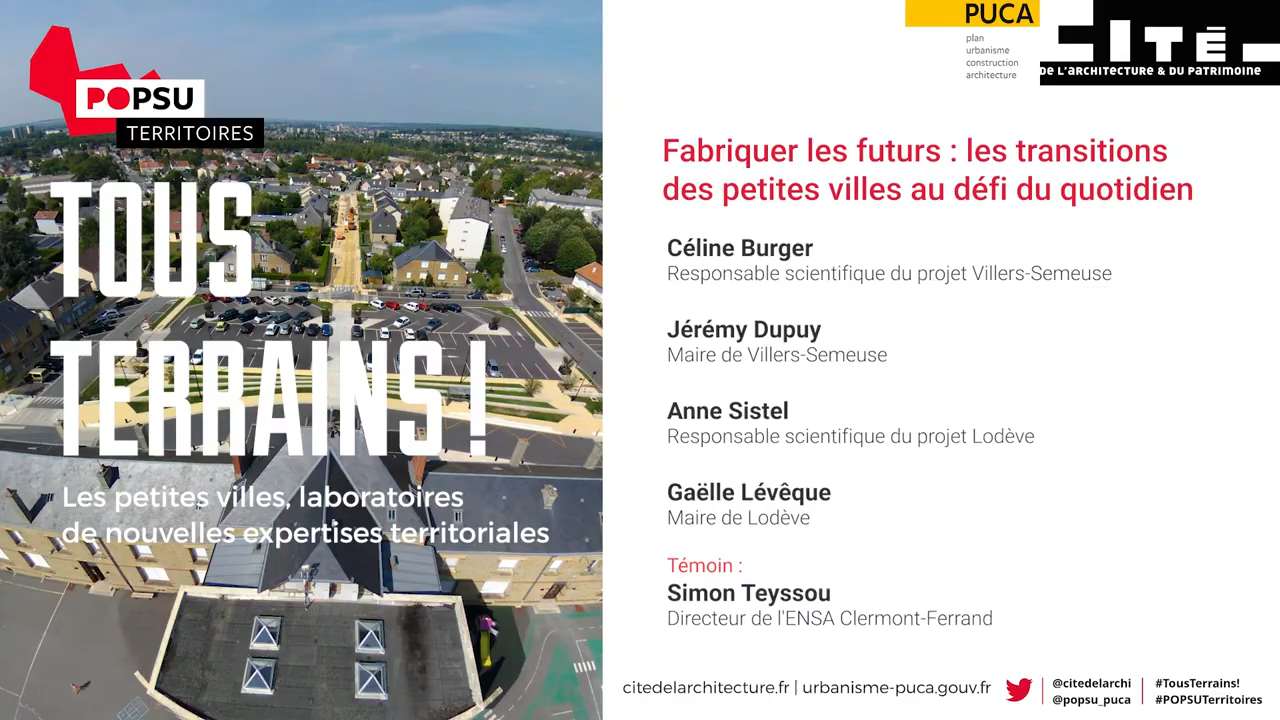 POPSU
TERRITOIRES
TOUS
TERRAINS !
Les petites villes, laboratoires
de nouvelles expertises territoriales
PUCA
plan
urbanisme
construction
architecture
CITÉ
DE L'ARCHITECTURE & DU PATRIMOINE
Fabriquer les futurs : les transitions
des petites villes au défi du quotidien
Céline Burger
Responsable scientifique du projet Villers-Semeuse
Jérémy Dupuy
Maire de Villers-Semeuse
Anne Sistel
Responsable scientifique du projet Lodève
Gaëlle Lévêque
Maire de Lodève
Témoin :
Simon Teyssou
Directeur de l'ENSA Clermont-Ferrand
citedelarchitecture.fr | urbanisme-puca.gouv.fr
@citedelarchi
@popsu_puca
#TousTerrains!
#POPSUTerritoires